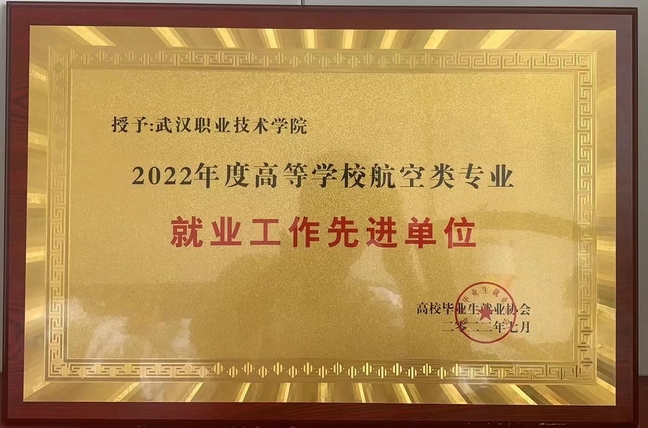 授予:武汉职业技术学院
2022年度高等学校航空类专业
就业工作先进单位
高校毕业生就业协会
二零二二年七月